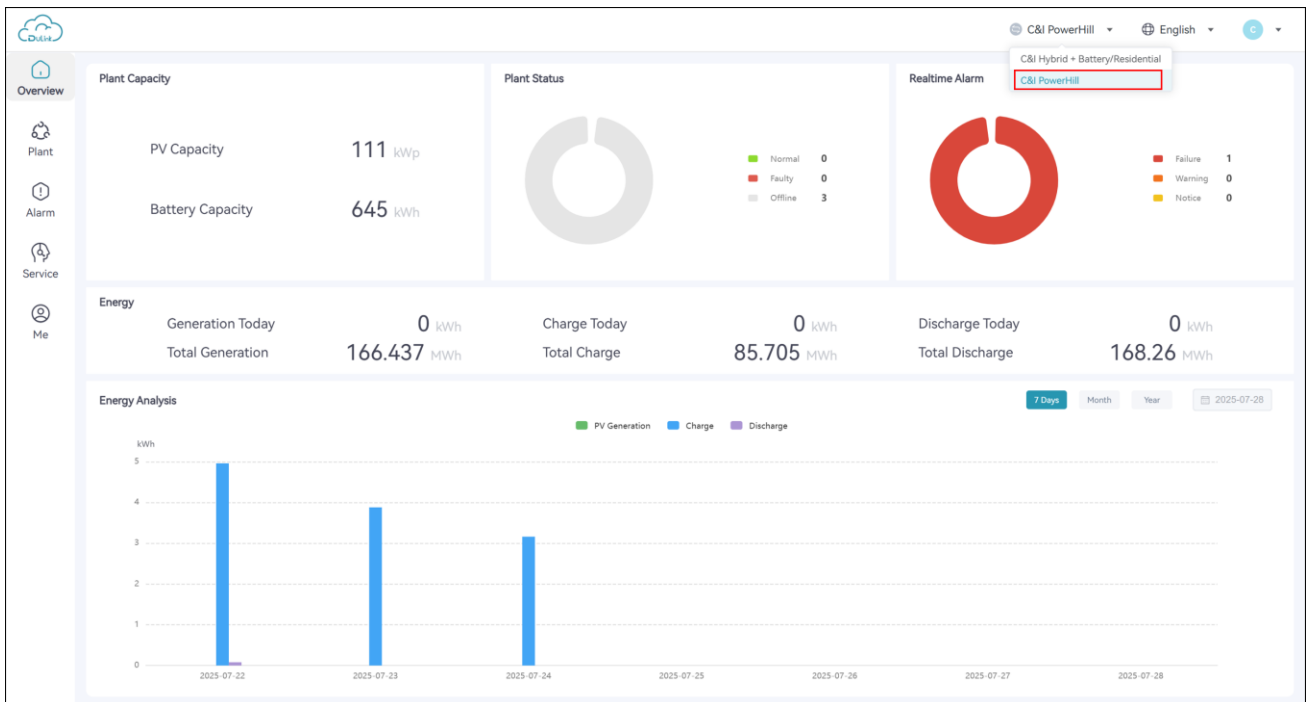 DuLink
C&I PowerHill
English
C
C&I Hybrid + Battery/Residential
C&I PowerHill
Overview
Plant
Alarm
Service
Me
Plant Capacity
PV Capacity 111 kWp
Battery Capacity 645 kWh
Plant Status
Normal 0
Faulty 0
Offline 3
Realtime Alarm
Failure 1
Warning 0
Notice 0
Energy
Generation Today 0 kWh Charge Today 0 kWh Discharge Today 0 kWh
Total Generation 166.437 MWh Total Charge 85.705 MWh Total Discharge 168.26 MWh
Energy Analysis
7 Days Month Year 2025-07-28
PV Generation Charge Discharge
kWh
5
4
3
2
1
0
2025-07-22 2025-07-23 2025-07-24 2025-07-25 2025-07-26 2025-07-27 2025-07-28